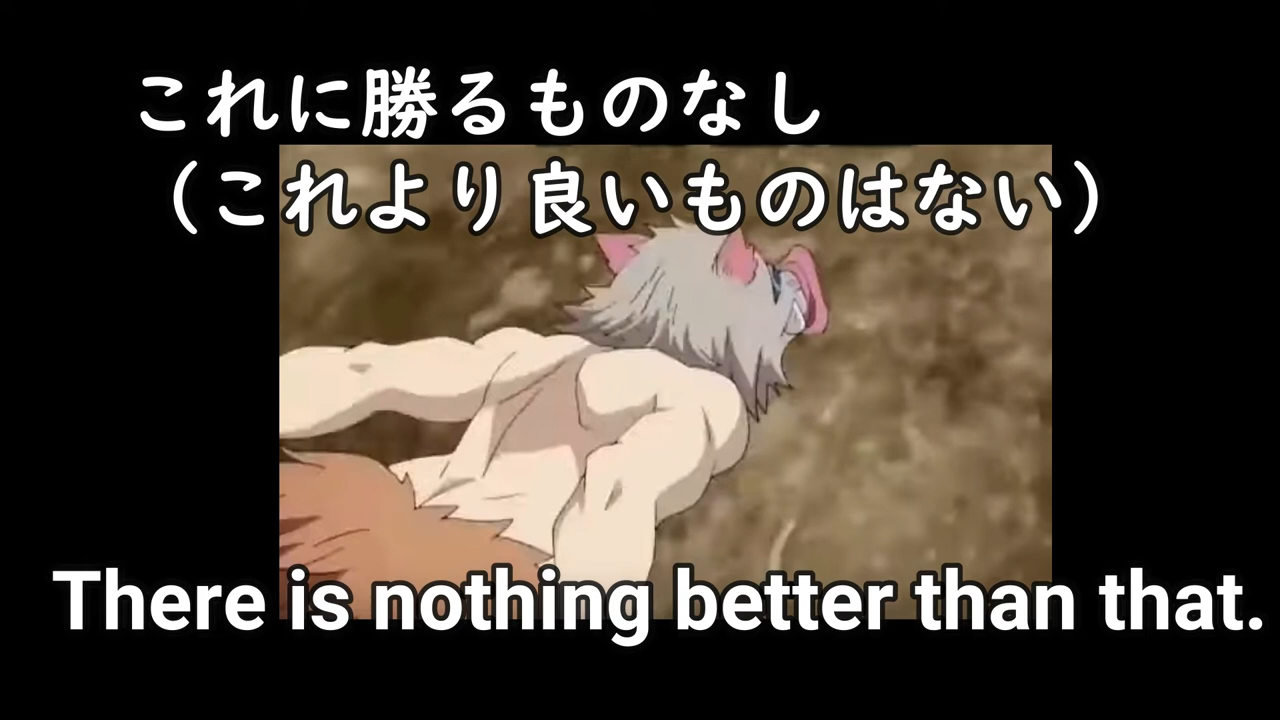 これに勝るものなし
（これより良いものはない）
There is nothing better than that.